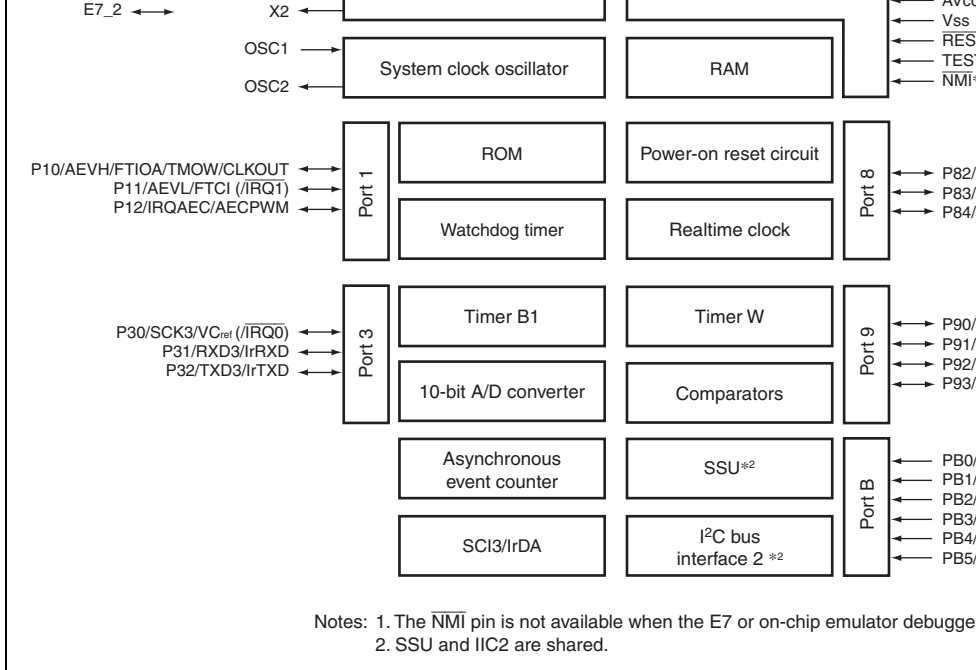 E7_2
X2
OSC1
OSC2
System clock oscillator
RAM
Vss
RES
TEST
NMI*
P10/AEVH/FTIOA/TMOW/CLKOUT
P11/AEVL/FTCI (/IRQ1)
P12/IRQAEC/AECPWM
Port 1
ROM
Power-on reset circuit
Watchdog timer
Realtime clock
Port 8
P82/
P83/
P84/
P30/SCK3/VCref (/IRQ0)
P31/RXD3/IrRXD
P32/TXD3/IrTXD
Port 3
Timer B1
Timer W
10-bit A/D converter
Comparators
Port 9
P90/
P91/
P92/
P93/
Asynchronous
event counter
SSU*2
SCI3/IrDA
I2C bus
interface 2 *2
Port B
PB0/
PB1/
PB2/
PB3/
PB4/
PB5/
Notes: 1. The NMI pin is not available when the E7 or on-chip emulator debugge
2. SSU and IIC2 are shared.